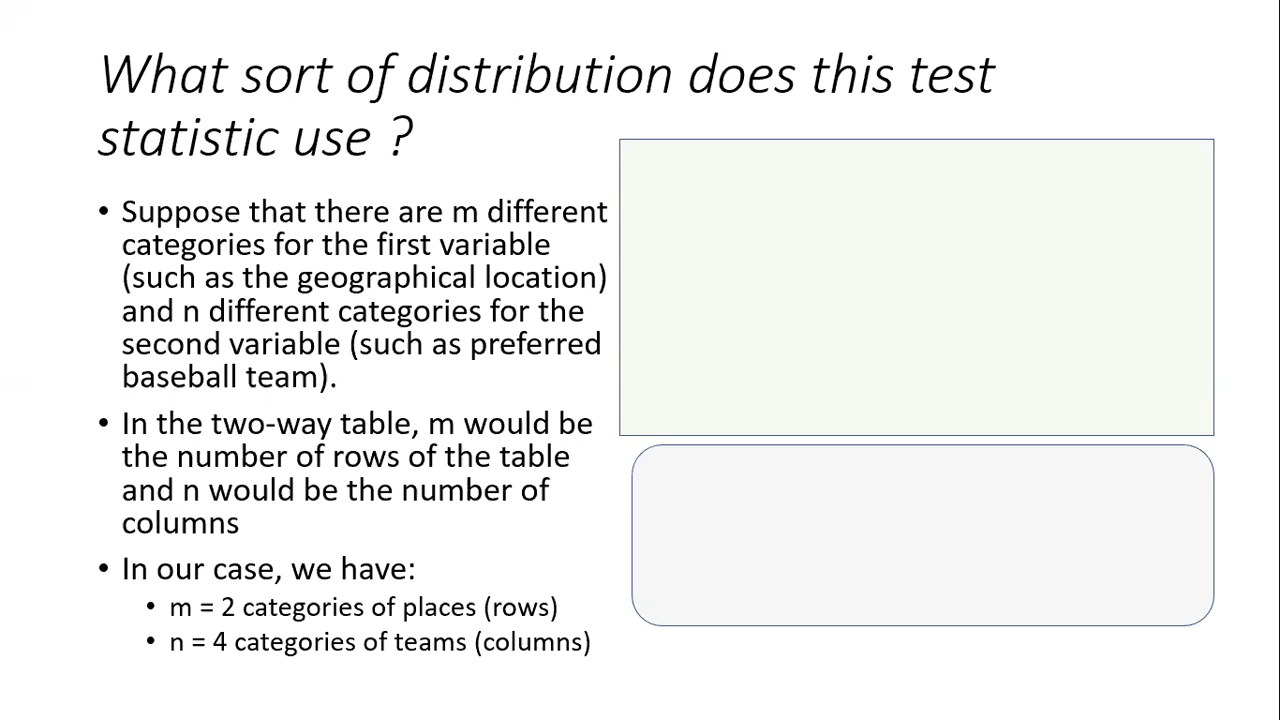 What sort of distribution does this test
statistic use ?
• Suppose that there are m different
categories for the first variable
(such as the geographical location)
and n different categories for the
second variable (such as preferred
baseball team).
• In the two-way table, m would be
the number of rows of the table
and n would be the number of
columns
• In our case, we have:
• m = 2 categories of places (rows)
• n = 4 categories of teams (columns)